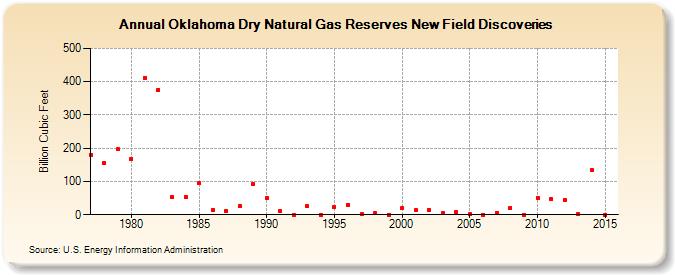 Annual Oklahoma Dry Natural Gas Reserves New Field Discoveries
Billion Cubic Feet
500
400
300
200
100
0
1980 1985 1990 1995 2000 2005 2010 2015
Source: U.S. Energy Information Administration